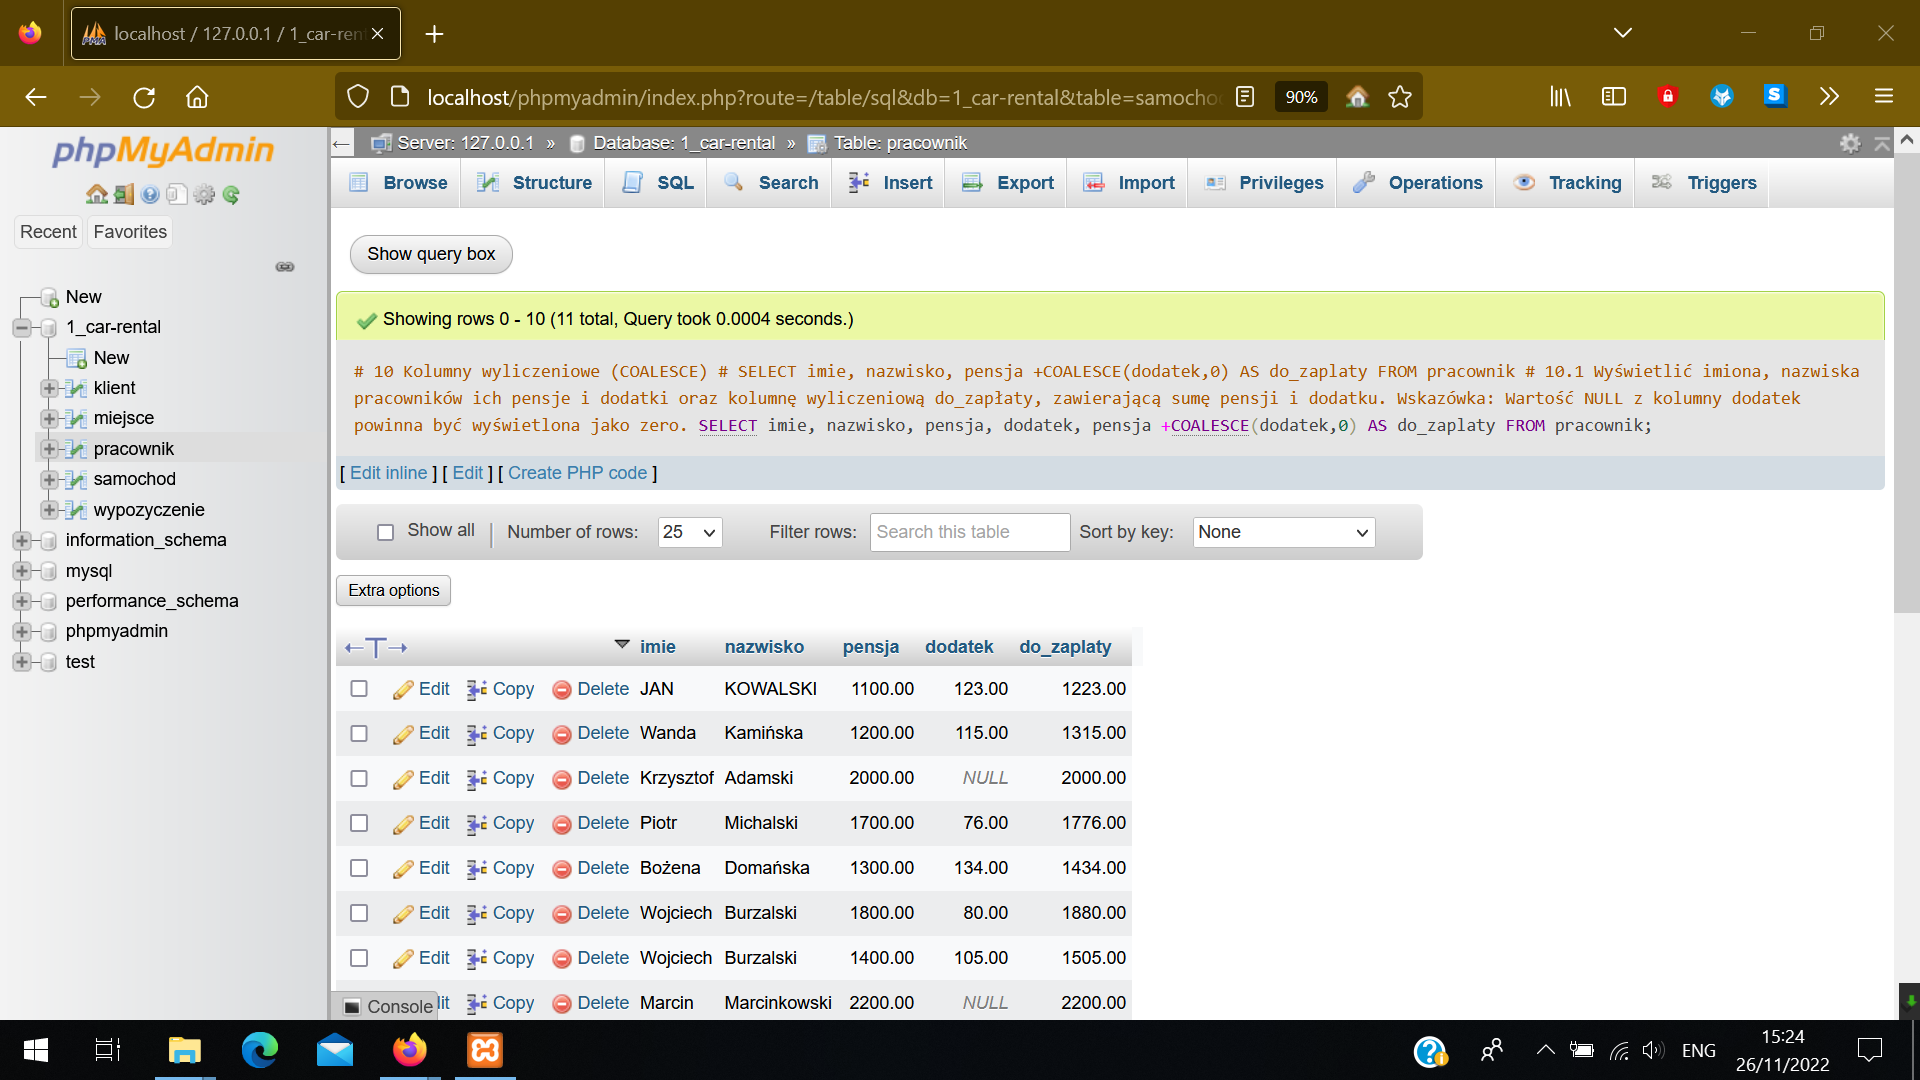 localhost / 127.0.0.1 / 1_car-ren
localhost/phpmyadmin/index.php?route=/table/sql&db=1_car-rental&table=samocho
90%
S
phpMyAdmin
Recent
Favorites
New
1_car-rental
New
klient
miejsce
pracownik
samochod
wypozyczenie
information_schema
mysql
performance_schema
phpmyadmin
test
Server: 127.0.0.1 » Database: 1_car-rental » Table: pracownik
Browse Structure SQL Search Insert Export Import Privileges Operations Tracking Triggers
Show query box
Showing rows 0 - 10 (11 total, Query took 0.0004 seconds.)
# 10 Kolumny wyliczeniowe (COALESCE) # SELECT imie, nazwisko, pensja +COALESCE(dodatek,0) AS do_zaplaty FROM pracownik # 10.1 Wyświetlić imiona, nazwiska
pracowników ich pensje i dodatki oraz kolumnę wyliczeniową do_zapłaty, zawierającą sumę pensji i dodatku. Wskazówka: Wartość NULL z kolumny dodatek
powinna być wyświetlona jako zero. SELECT imie, nazwisko, pensja, dodatek, pensja +COALESCE(dodatek,0) AS do_zaplaty FROM pracownik;
[ Edit inline ] [ Edit ] [ Create PHP code ]
Show all Number of rows: 25 Filter rows: Search this table Sort by key: None
Extra options
←T→ imie nazwisko pensja dodatek do_zaplaty
Edit Copy Delete JAN KOWALSKI 1100.00 123.00 1223.00
Edit Copy Delete Wanda Kamińska 1200.00 115.00 1315.00
Edit Copy Delete Krzysztof Adamski 2000.00 NULL 2000.00
Edit Copy Delete Piotr Michalski 1700.00 76.00 1776.00
Edit Copy Delete Bożena Domańska 1300.00 134.00 1434.00
Edit Copy Delete Wojciech Burzalski 1800.00 80.00 1880.00
Edit Copy Delete Wojciech Burzalski 1400.00 105.00 1505.00
Console it Copy Delete Marcin Marcinkowski 2200.00 NULL 2200.00
ENG
15:24
26/11/2022